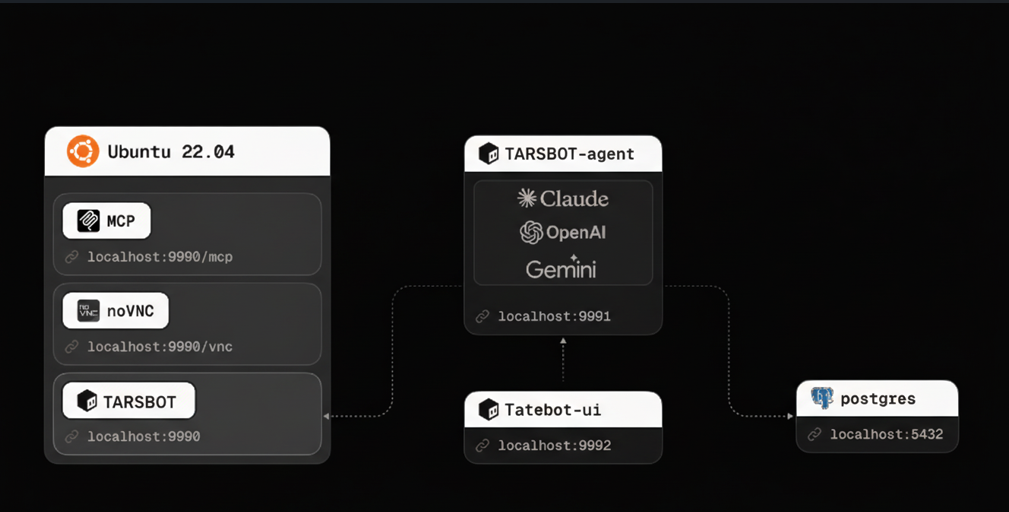 Ubuntu 22.04
MCP
localhost:9990/mcp
noVNC
localhost:9990/vnc
TARSBOT
localhost:9990
TARSBOT-agent
Claude
OpenAI
Gemini
localhost:9991
Tatebot-ui
localhost:9992
postgres
localhost:5432